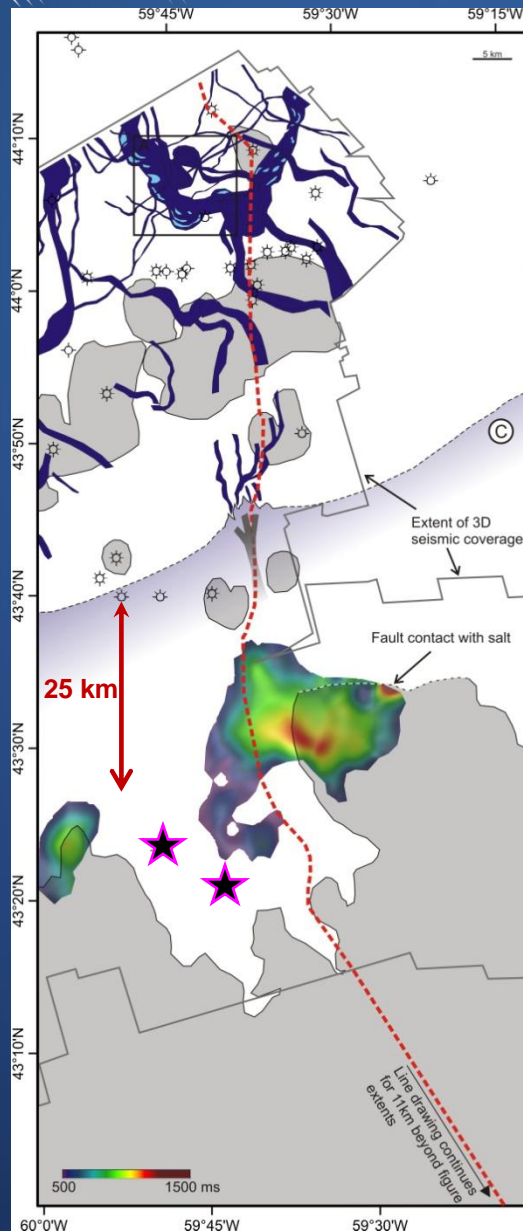 59°45'W 59°30'W 59°15'W
5 km
44°10'N
44°0'N
43°50'N
C
Extent of 3D
seismic coverage
43°40'N
Fault contact with salt
25 km
43°30'N
43°20'N
43°10'N
Line drawing continues
for 11km beyond figure
extents
500 1500 ms
60°0'W 59°45'W 59°30'W